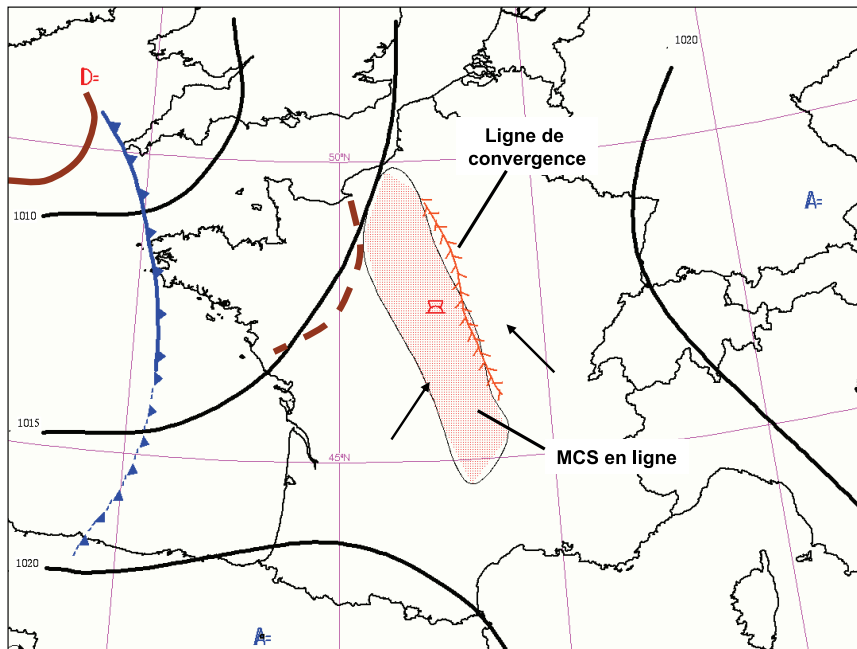 1020
D=
Ligne de
convergence
50°N
A=
1010
1015
45°N
MCS en ligne
1020
A=